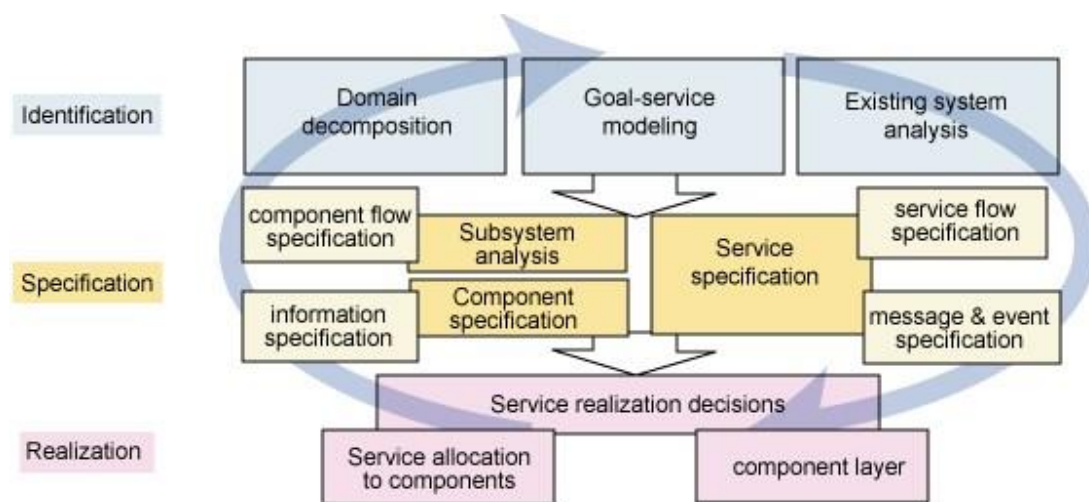 Identification
Domain
decomposition
Goal-service
modeling
Existing system
analysis
Specification
component flow
specification
Subsystem
analysis
Service
specification
service flow
specification
information
specification
Component
specification
message & event
specification
Realization
Service realization decisions
Service allocation
to components
component layer